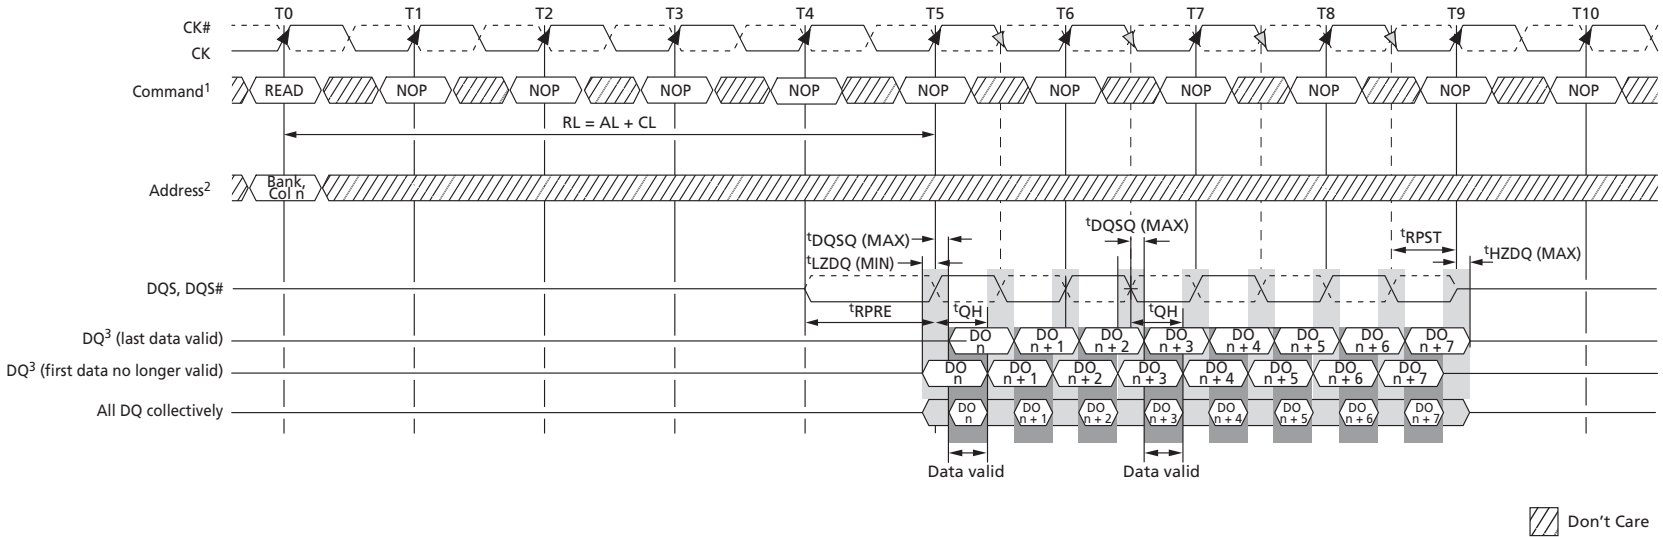 T0 T1 T2 T3 T4 T5 T6 T7 T8 T9 T10
CK#
CK
Command1 READ NOP NOP NOP NOP NOP NOP NOP NOP NOP NOP
RL = AL + CL
Address2 Bank,
Col n
tDQSQ (MAX) tDQSQ (MAX) tRPST
tLZDQ (MIN) tHZDQ (MAX)
DQS, DQS#
tRPRE tQH tQH
DQ3 (last data valid) DO n DO n + 1 DO n + 2 DO n + 3 DO n + 4 DO n + 5 DO n + 6 DO n + 7
DQ3 (first data no longer valid) DO n DO n + 1 DO n + 2 DO n + 3 DO n + 4 DO n + 5 DO n + 6 DO n + 7
All DQ collectively DO n DO n + 1 DO n + 2 DO n + 3 DO n + 4 DO n + 5 DO n + 6 DO n + 7
Data valid Data valid
Don't Care